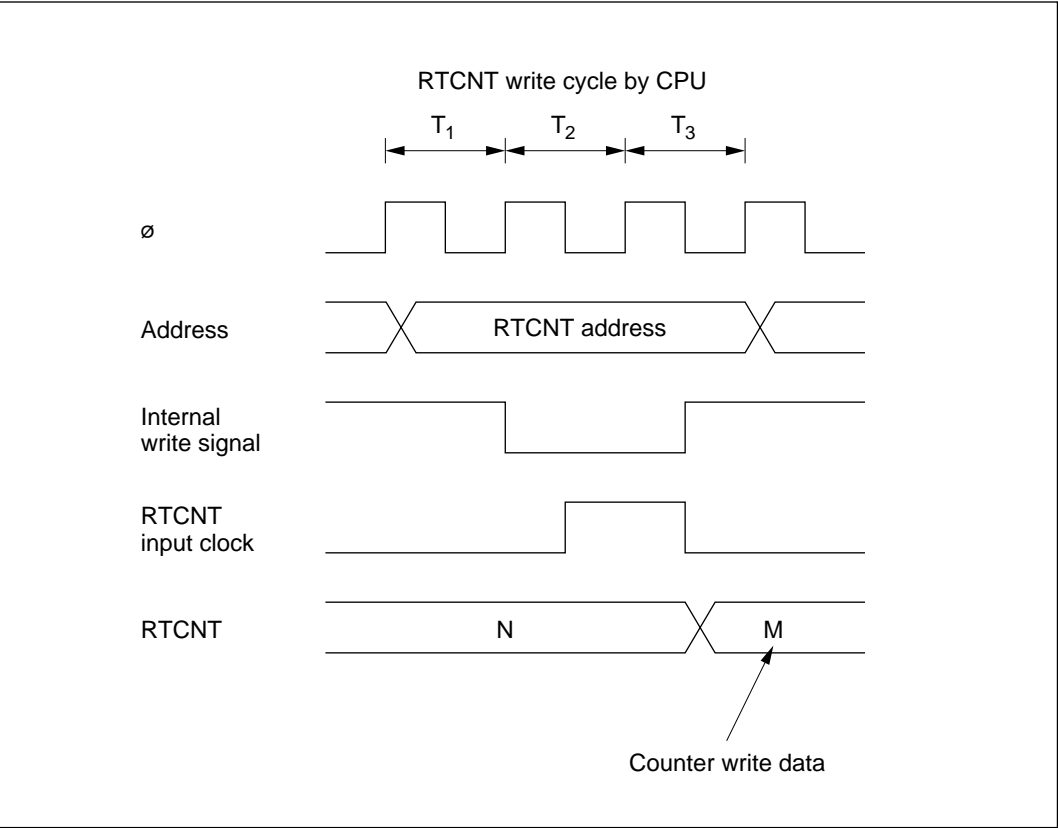 RTCNT write cycle by CPU
T1 T2 T3
ø
Address
RTCNT address
Internal
write signal
RTCNT
input clock
RTCNT
N
M
Counter write data